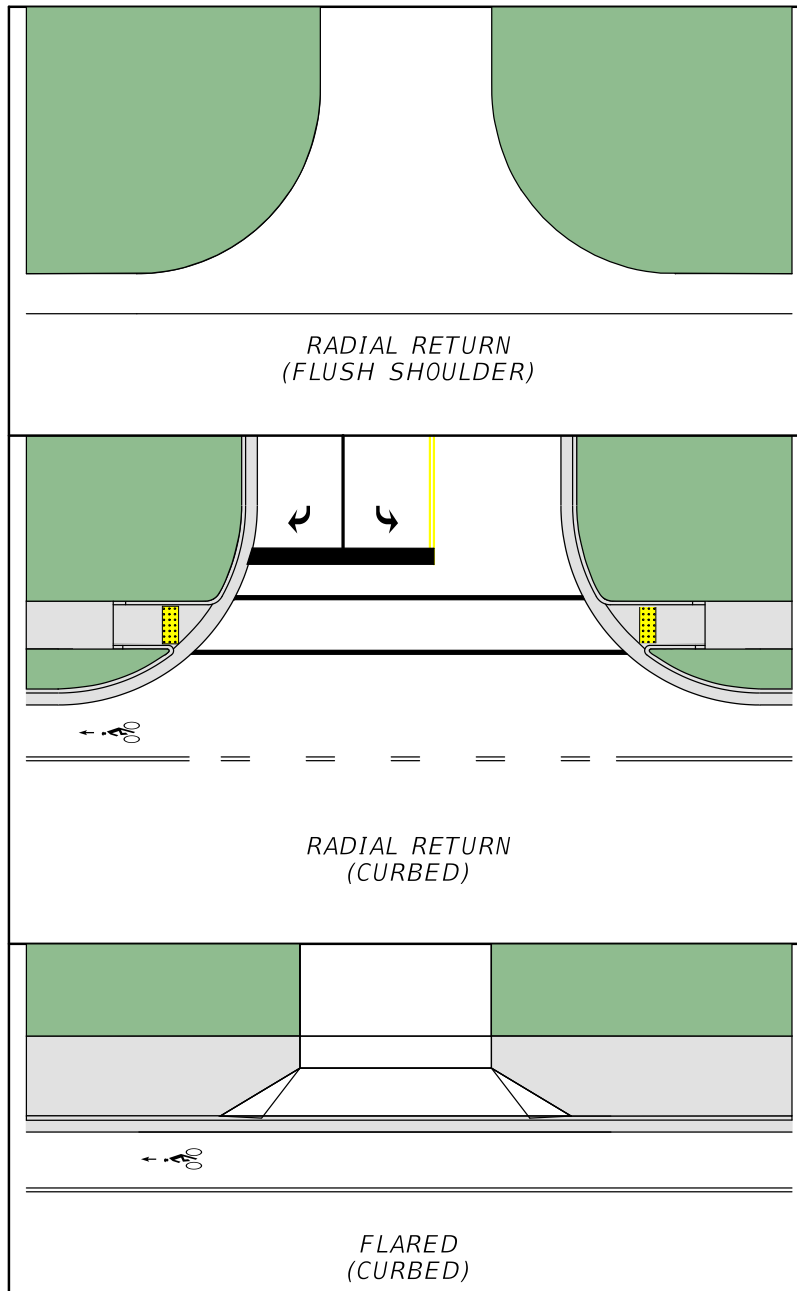 RADIAL RETURN
(FLUSH SHOULDER)
RADIAL RETURN
(CURBED)
FLARED
(CURBED)